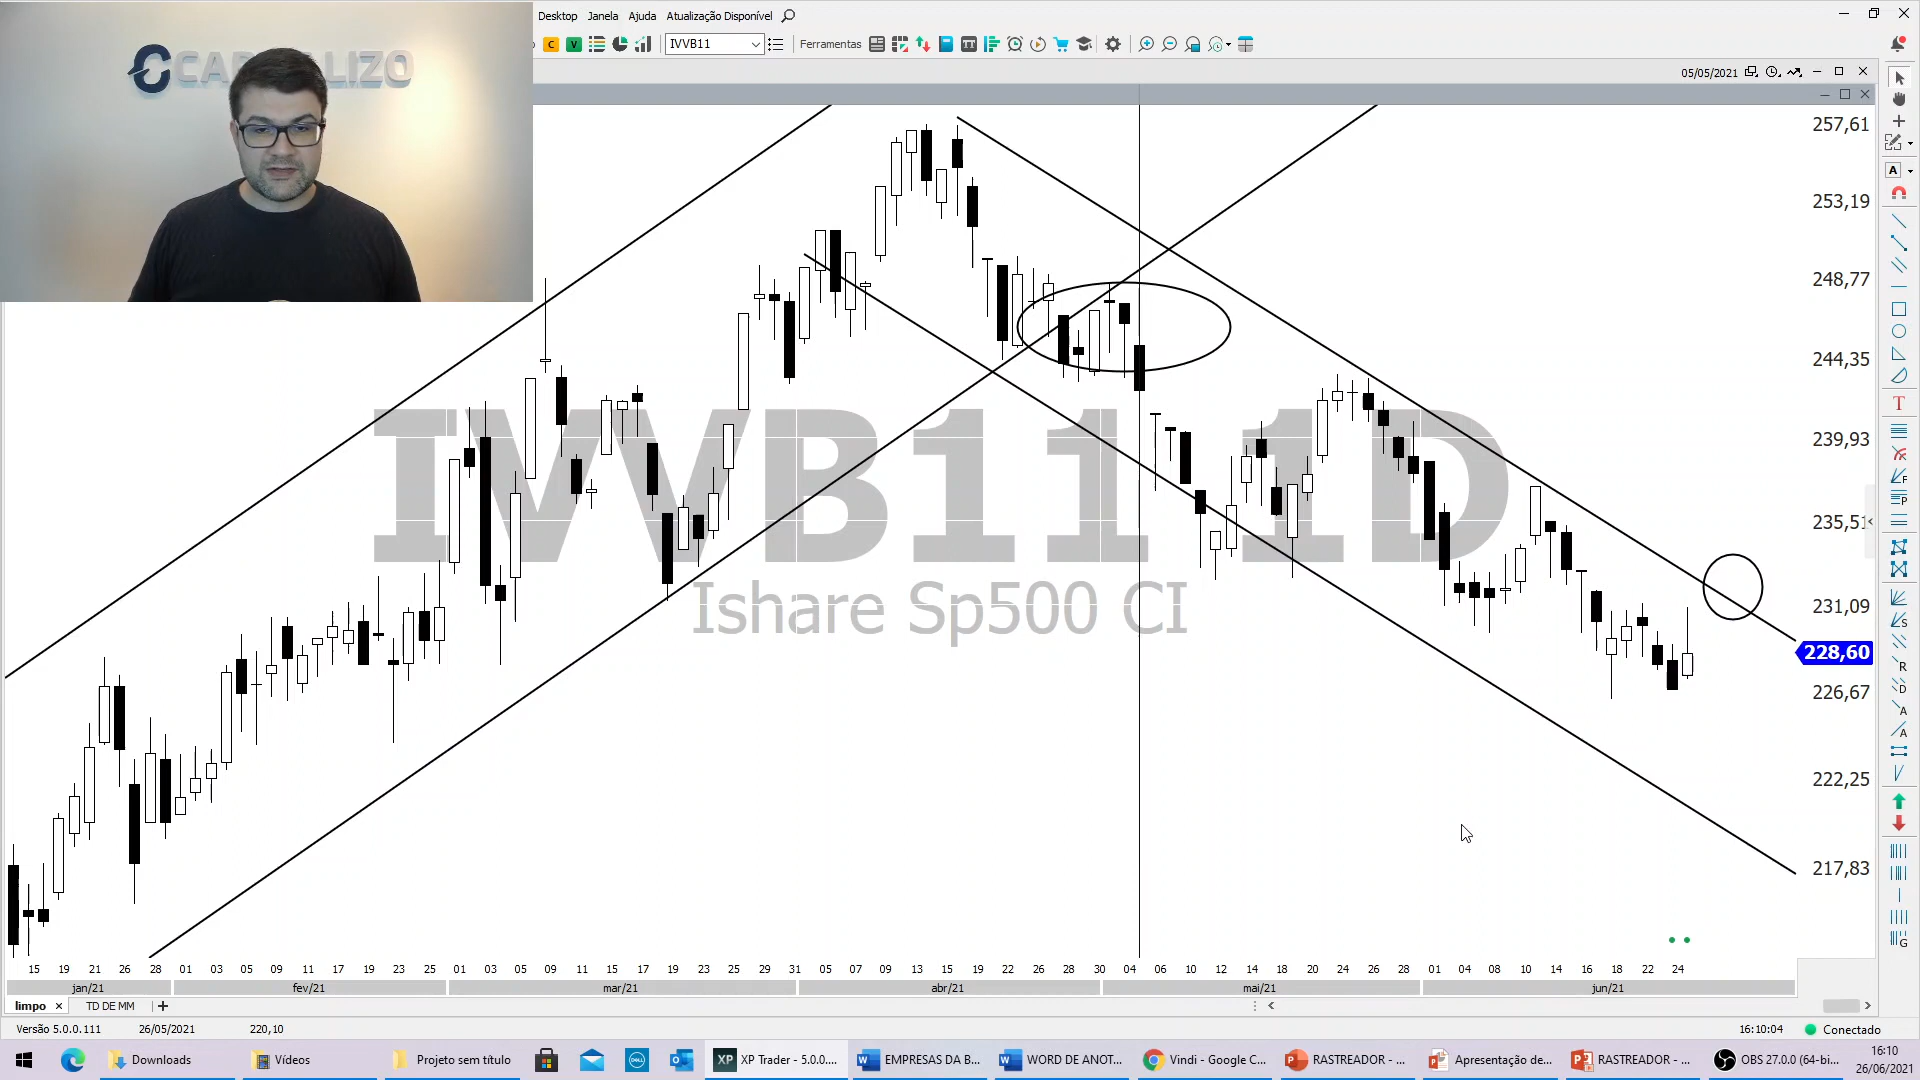 CAPITALIZO
Desktop Janela Ajuda Atualização Disponível
C V IVVB11 Ferramentas
05/05/2021
257,61
253,19
248,77
244,35
239,93
235,51
231,09
228,60
226,67
222,25
217,83
IVVB11 1D
Ishare Sp500 CI
15 19 21 26 28 01 03 05 09 11 17 19 23 25 01 03 05 09 11 15 17 19 23 25 29 31 05 07 09 13 15 19 22 26 28 30 04 06 10 12 14 18 20 24 26 28 01 04 08 10 14 16 18 22 24
jan/21 fev/21 mar/21 abr/21 mai/21 jun/21
limpo TD DE MM
Versão 5.0.0.111 26/05/2021 220,10 16:10:04 Conectado
Downloads Vídeos Projeto sem título XP XP Trader - 5.0.0.... EMPRESAS DA B... WORD DE ANOT... Vindi - Google C... RASTREADOR - ... Apresentação de... RASTREADOR - ... OBS 27.0.0 (64-bi...
16:10
26/06/2021